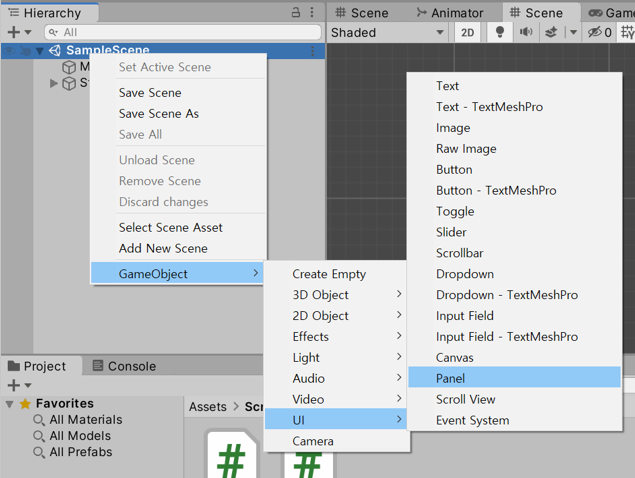 Hierarchy
All
SampleScene
M
S
Set Active Scene
Save Scene
Save Scene As
Save All
Unload Scene
Remove Scene
Discard changes
Select Scene Asset
Add New Scene
GameObject
Create Empty
3D Object
2D Object
Effects
Light
Audio
Video
UI
Camera
Text
Text - TextMeshPro
Image
Raw Image
Button
Button - TextMeshPro
Toggle
Slider
Scrollbar
Dropdown
Dropdown - TextMeshPro
Input Field
Input Field - TextMeshPro
Canvas
Panel
Scroll View
Event System
Scene Animator Scene Game
Shaded 2D 0
Project Console
Favorites
All Materials
All Models
All Prefabs
Assets > Scr
# #